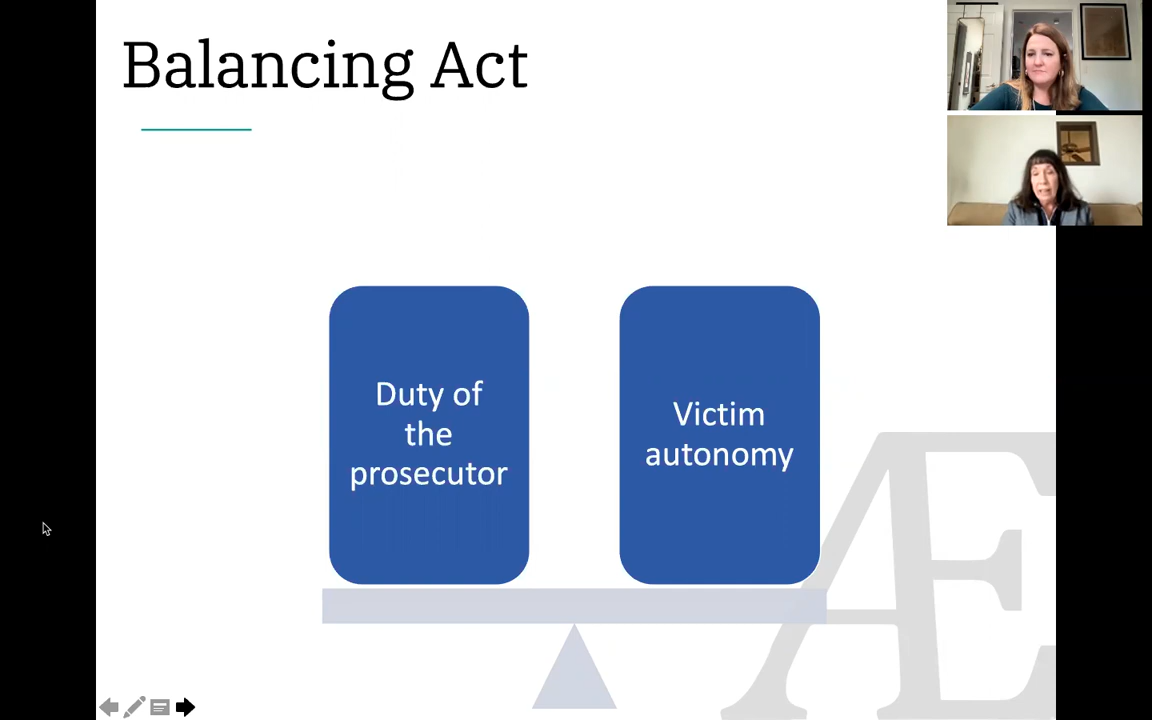 Balancing Act
Duty of
the
prosecutor
Victim
autonomy
Æ